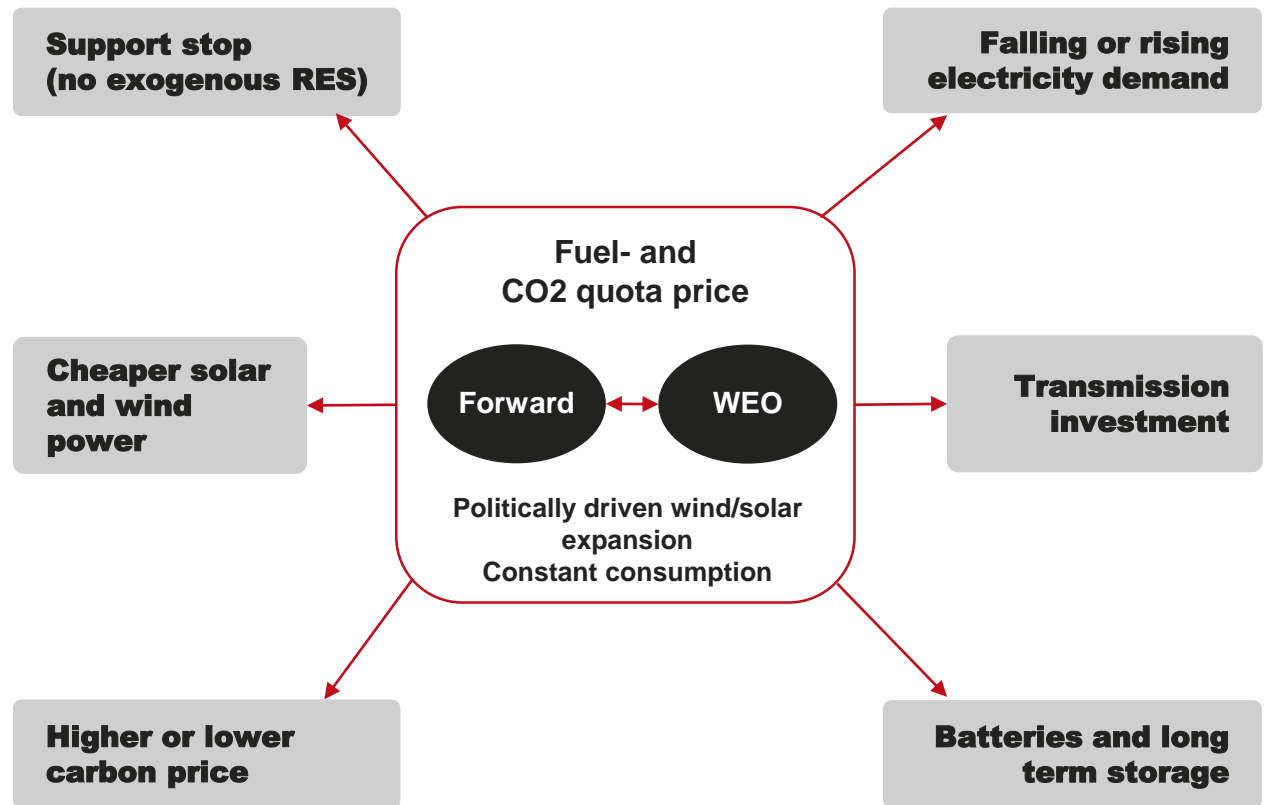 Support stop
(no exogenous RES)
Falling or rising
electricity demand
Fuel- and
CO2 quota price
Cheaper solar
and wind
power
Forward
WEO
Transmission
investment
Politically driven wind/solar
expansion
Constant consumption
Higher or lower
carbon price
Batteries and long
term storage